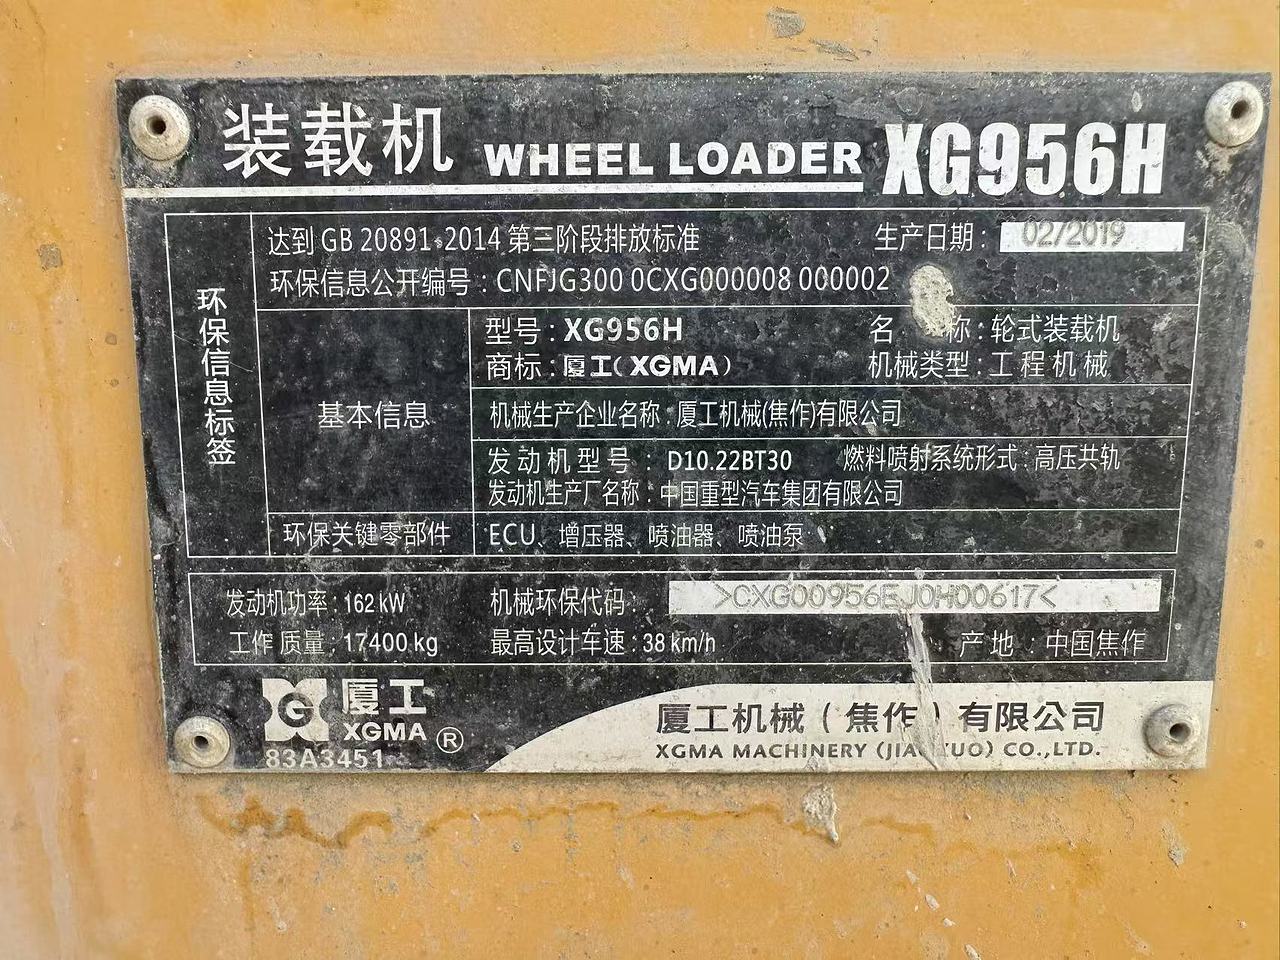 装载机 WHEEL LOADER XG956H
环保信息标签
达到 GB 20891-2014 第三阶段排放标准 生产日期: 02/2019
环保信息公开编号: CNFJG300 0CXG000008 000002
基本信息
型号: XG956H 名 称: 轮式装载机
商标: 厦工(XGMA) 机械类型: 工程机械
机械生产企业名称: 厦工机械(焦作)有限公司
发动机型号: D10.22BT30 燃料喷射系统形式: 高压共轨
发动机生产厂名称: 中国重型汽车集团有限公司
环保关键零部件 ECU、增压器、喷油器、喷油泵
发动机功率: 162 kW 机械环保代码: >CXG00956EJ0H00617<
工作质量: 17400 kg 最高设计车速: 38 km/h 产 地: 中国焦作
G 厦工
XGMA ®
83A3451
厦工机械(焦作)有限公司
XGMA MACHINERY (JIAOZUO) CO.,LTD.